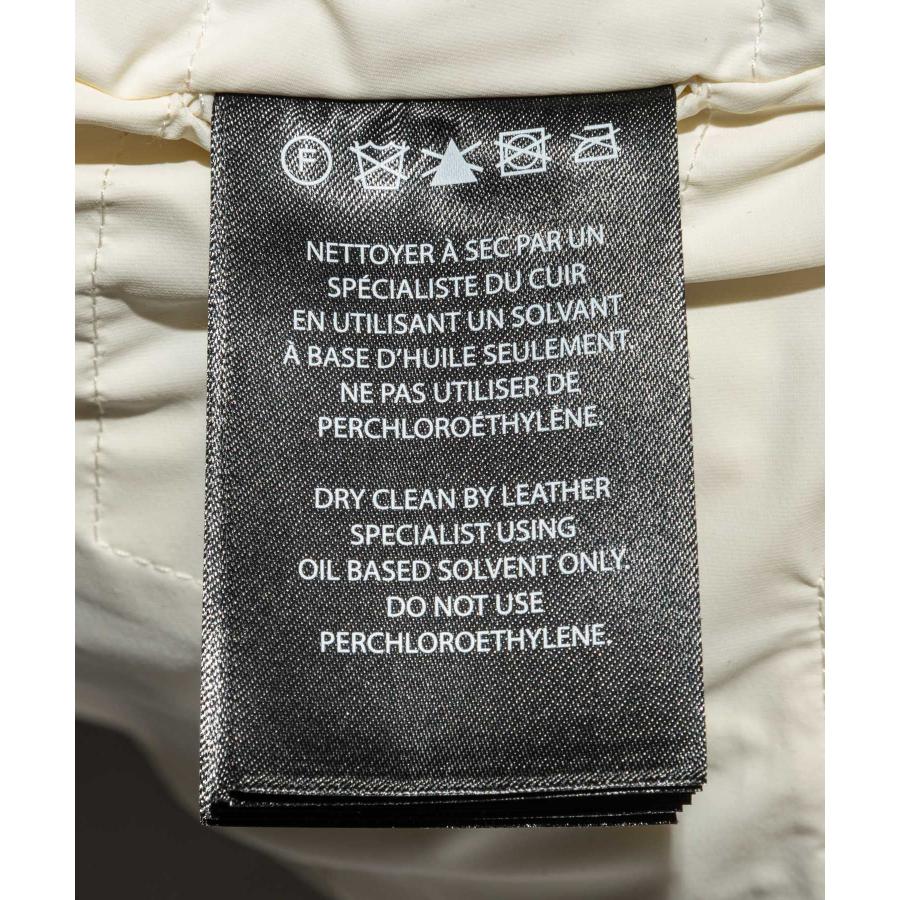 F
NETTOYER À SEC PAR UN
SPÉCIALISTE DU CUIR
EN UTILISANT UN SOLVANT
À BASE D'HUILE SEULEMENT.
NE PAS UTILISER DE
PERCHLOROÉTHYLÈNE.
DRY CLEAN BY LEATHER
SPECIALIST USING
OIL BASED SOLVENT ONLY.
DO NOT USE
PERCHLOROETHYLENE.